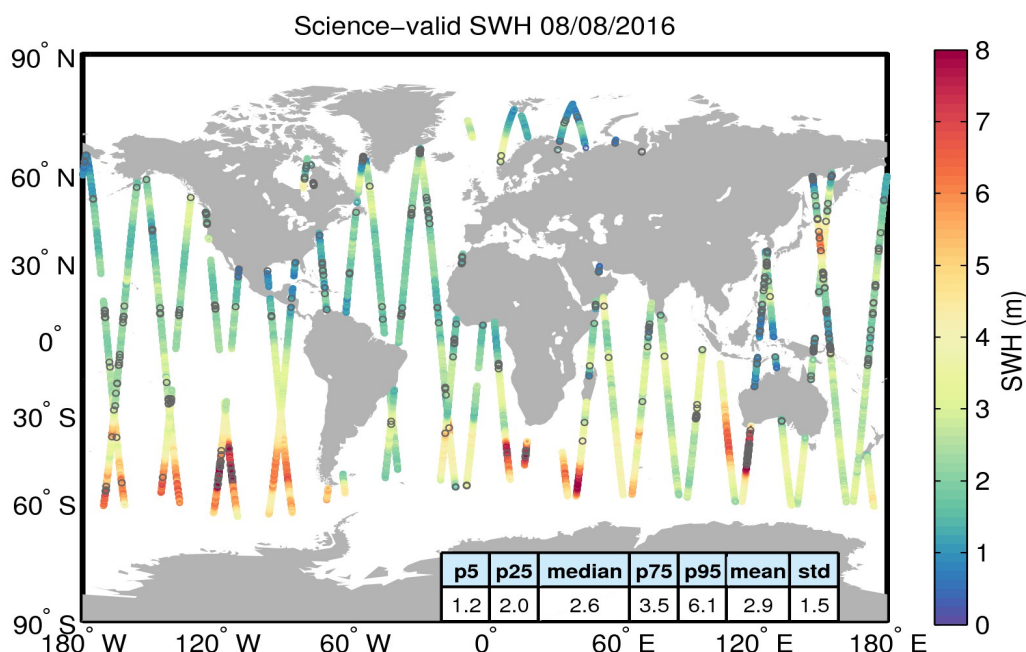 Science−valid SWH 08/08/2016
90° N
60° N
30° N
0°
30° S
60° S
90° S
180° W
120° W
60° W
0°
60° E
120° E
180° E
p5 p25 median p75 p95 mean std
1.2 2.0 2.6 3.5 6.1 2.9 1.5
8
7
6
5
4
3
2
1
0
SWH (m)